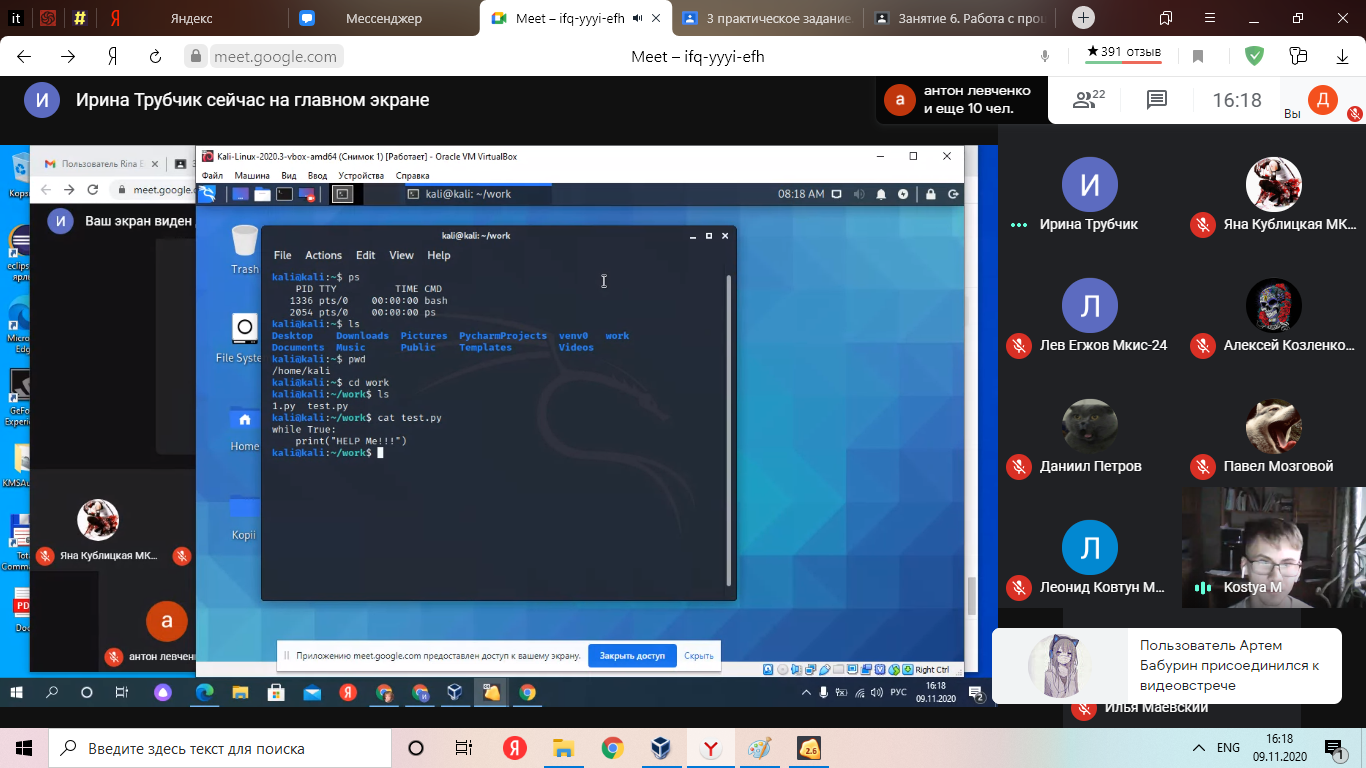 Яндекс
Мессенджер
Meet – ifq-yyyi-efh
3 практическое задание.
Занятие 6. Работа с про
meet.google.com
Meet – ifq-yyyi-efh
★391 отзыв
И
Ирина Трубчик сейчас на главном экране
а
антон левченко
и еще 10 чел.
22
16:18
Вы
Д
Пользователь Rina
meet.google.
И
Ваш экран виден
Kali-Linux-2020.3-vbox-amd64 (Снимок 1) [Работает] - Oracle VM VirtualBox
Файл Машина Вид Ввод Устройства Справка
kali@kali: ~/work
08:18 AM
Trash
File System
Home
Kopii
kali@kali: ~/work
File Actions Edit View Help
kali@kali:~$ ps
PID TTY TIME CMD
1336 pts/0 00:00:00 bash
2054 pts/0 00:00:00 ps
kali@kali:~$ ls
Desktop Downloads Pictures PycharmProjects venv0 work
Documents Music Public Templates Videos
kali@kali:~$ pwd
/home/kali
kali@kali:~$ cd work
kali@kali:~/work$ ls
1.py test.py
kali@kali:~/work$ cat test.py
while True:
print("HELP Me!!!")
kali@kali:~/work$
Яна Кублицкая МК...
а
антон левчен
Приложению meet.google.com предоставлен доступ к вашему экрану.
Закрыть доступ
Скрыть
Right Ctrl
РУС
16:18
09.11.2020
2
И
Ирина Трубчик
Яна Кублицкая МК...
Л
Лев Егжов Мкис-24
Алексей Козленко...
Даниил Петров
Павел Мозговой
Л
Леонид Ковтун М...
Kostya M
Пользователь Артем
Бабурин присоединился к
видеовстрече
Илья Маевский
Введите здесь текст для поиска
2.6
ENG
16:18
09.11.2020
1